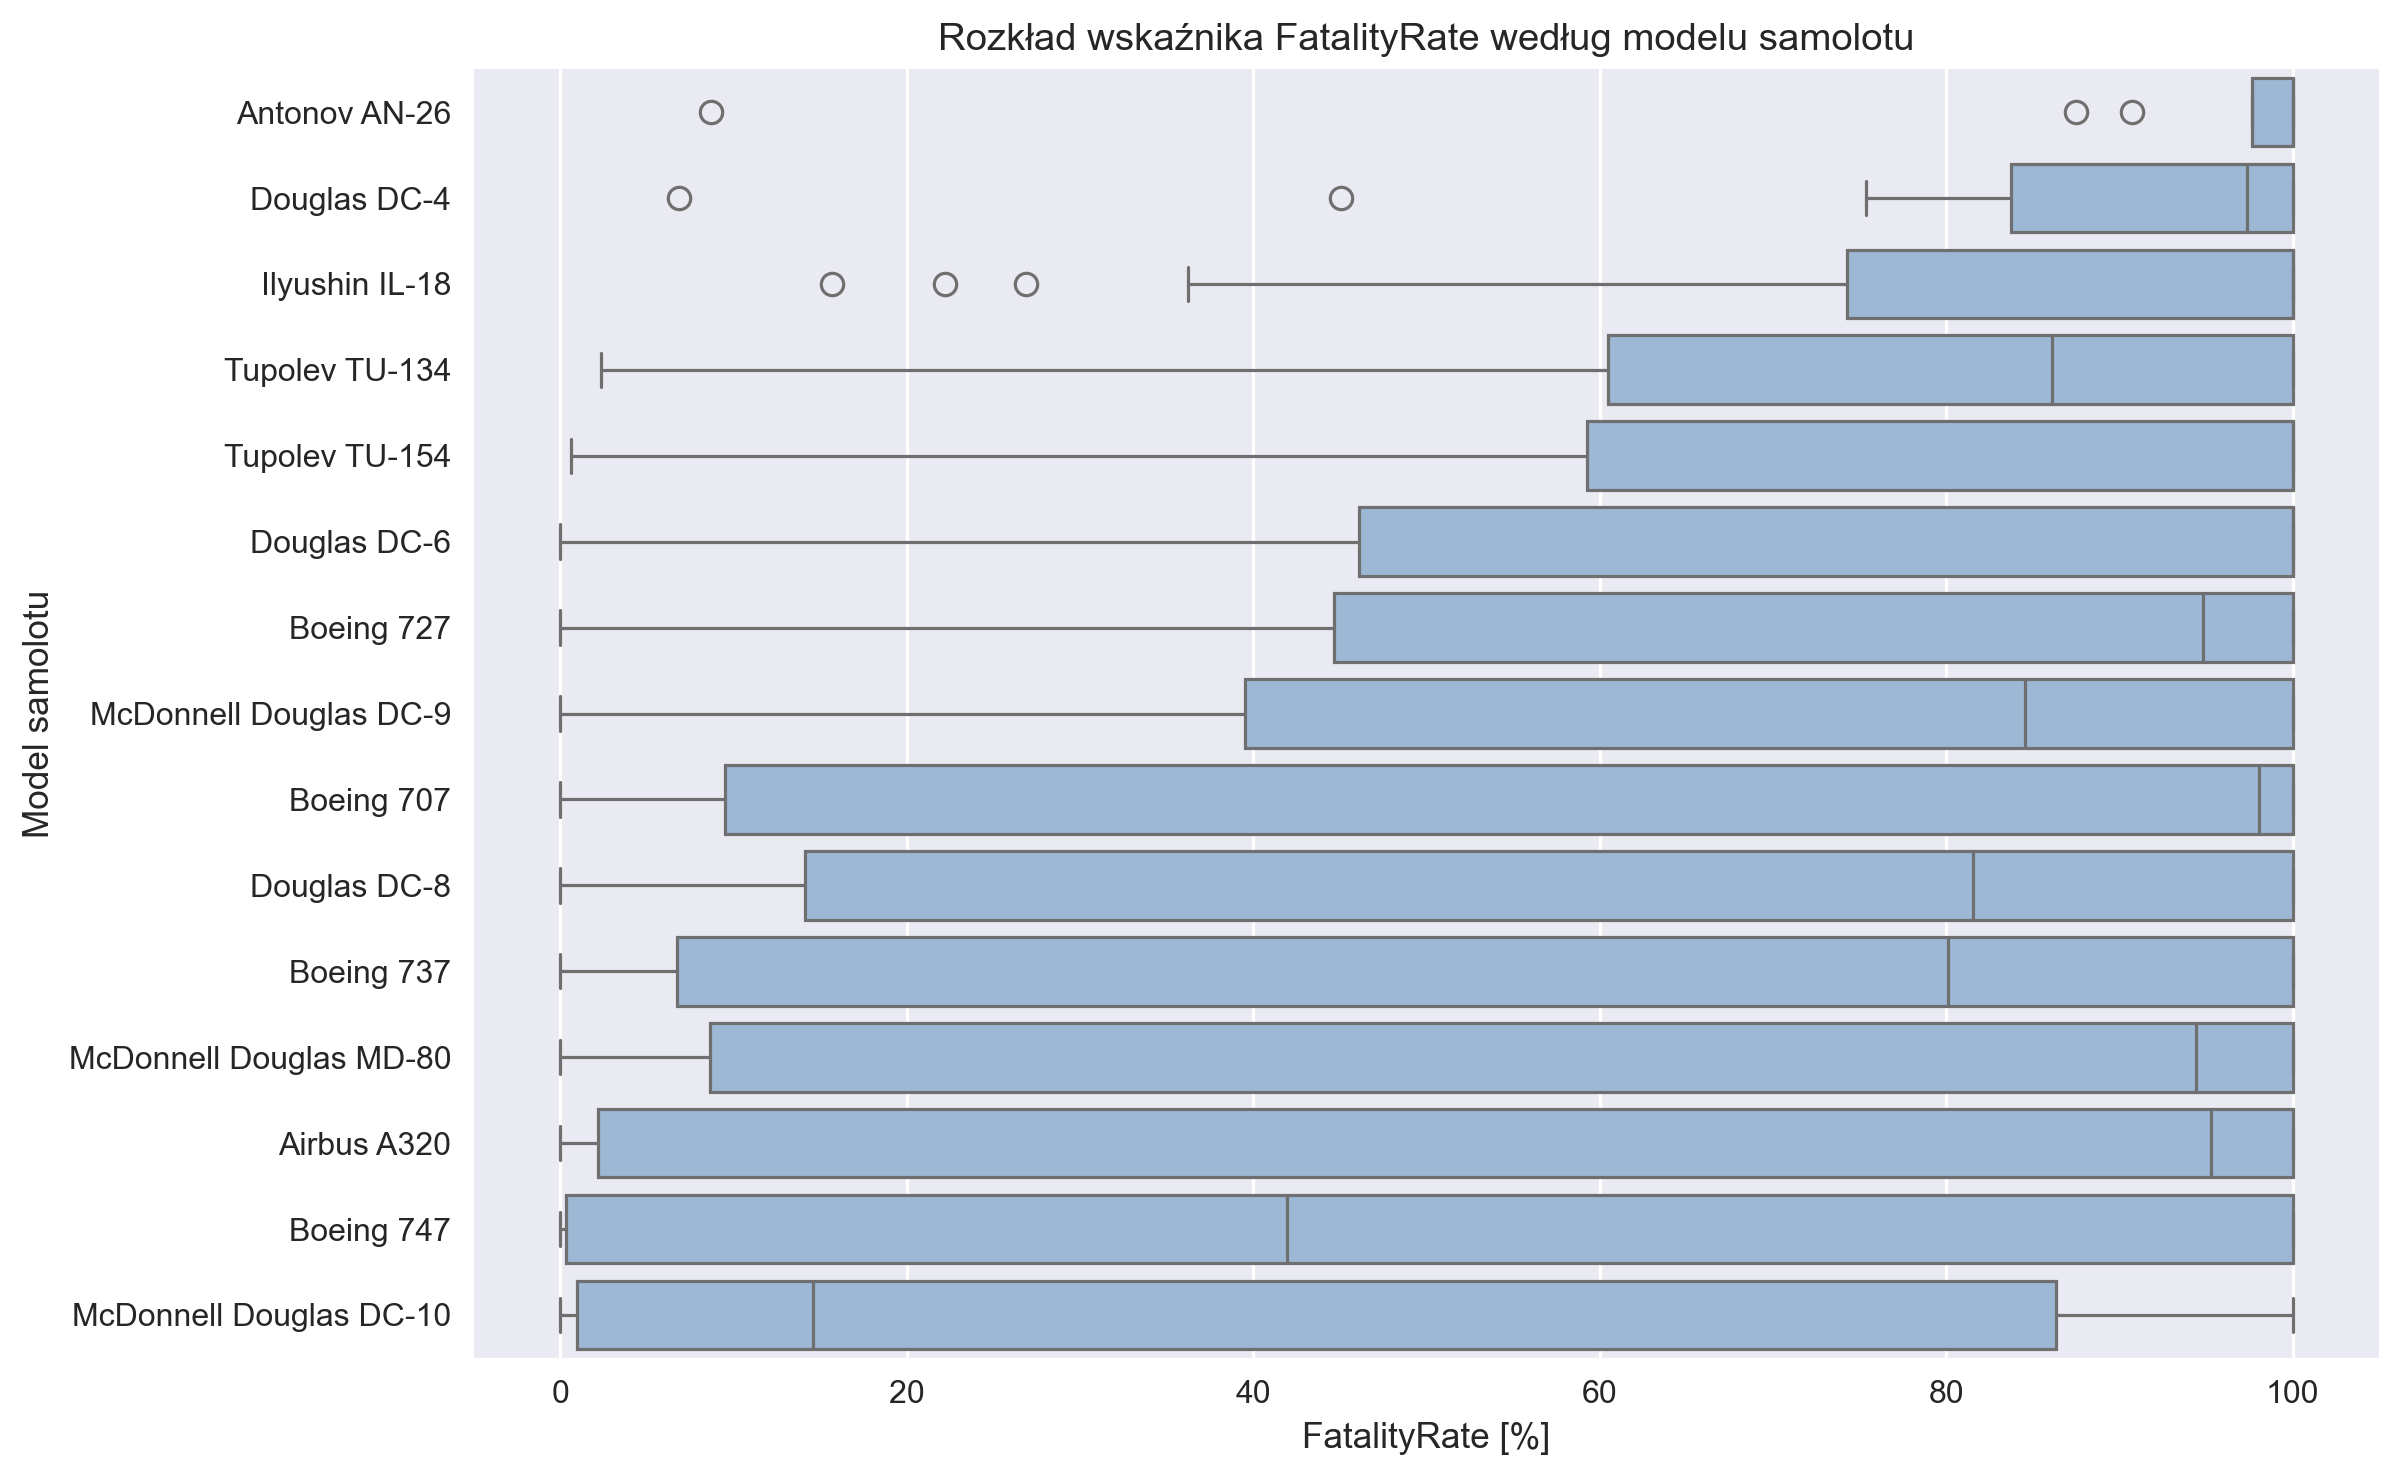 Rozkład wskaźnika FatalityRate według modelu samolotu
Model samolotu
Antonov AN-26
Douglas DC-4
Ilyushin IL-18
Tupolev TU-134
Tupolev TU-154
Douglas DC-6
Boeing 727
McDonnell Douglas DC-9
Boeing 707
Douglas DC-8
Boeing 737
McDonnell Douglas MD-80
Airbus A320
Boeing 747
McDonnell Douglas DC-10
0 20 40 60 80 100
FatalityRate [%]